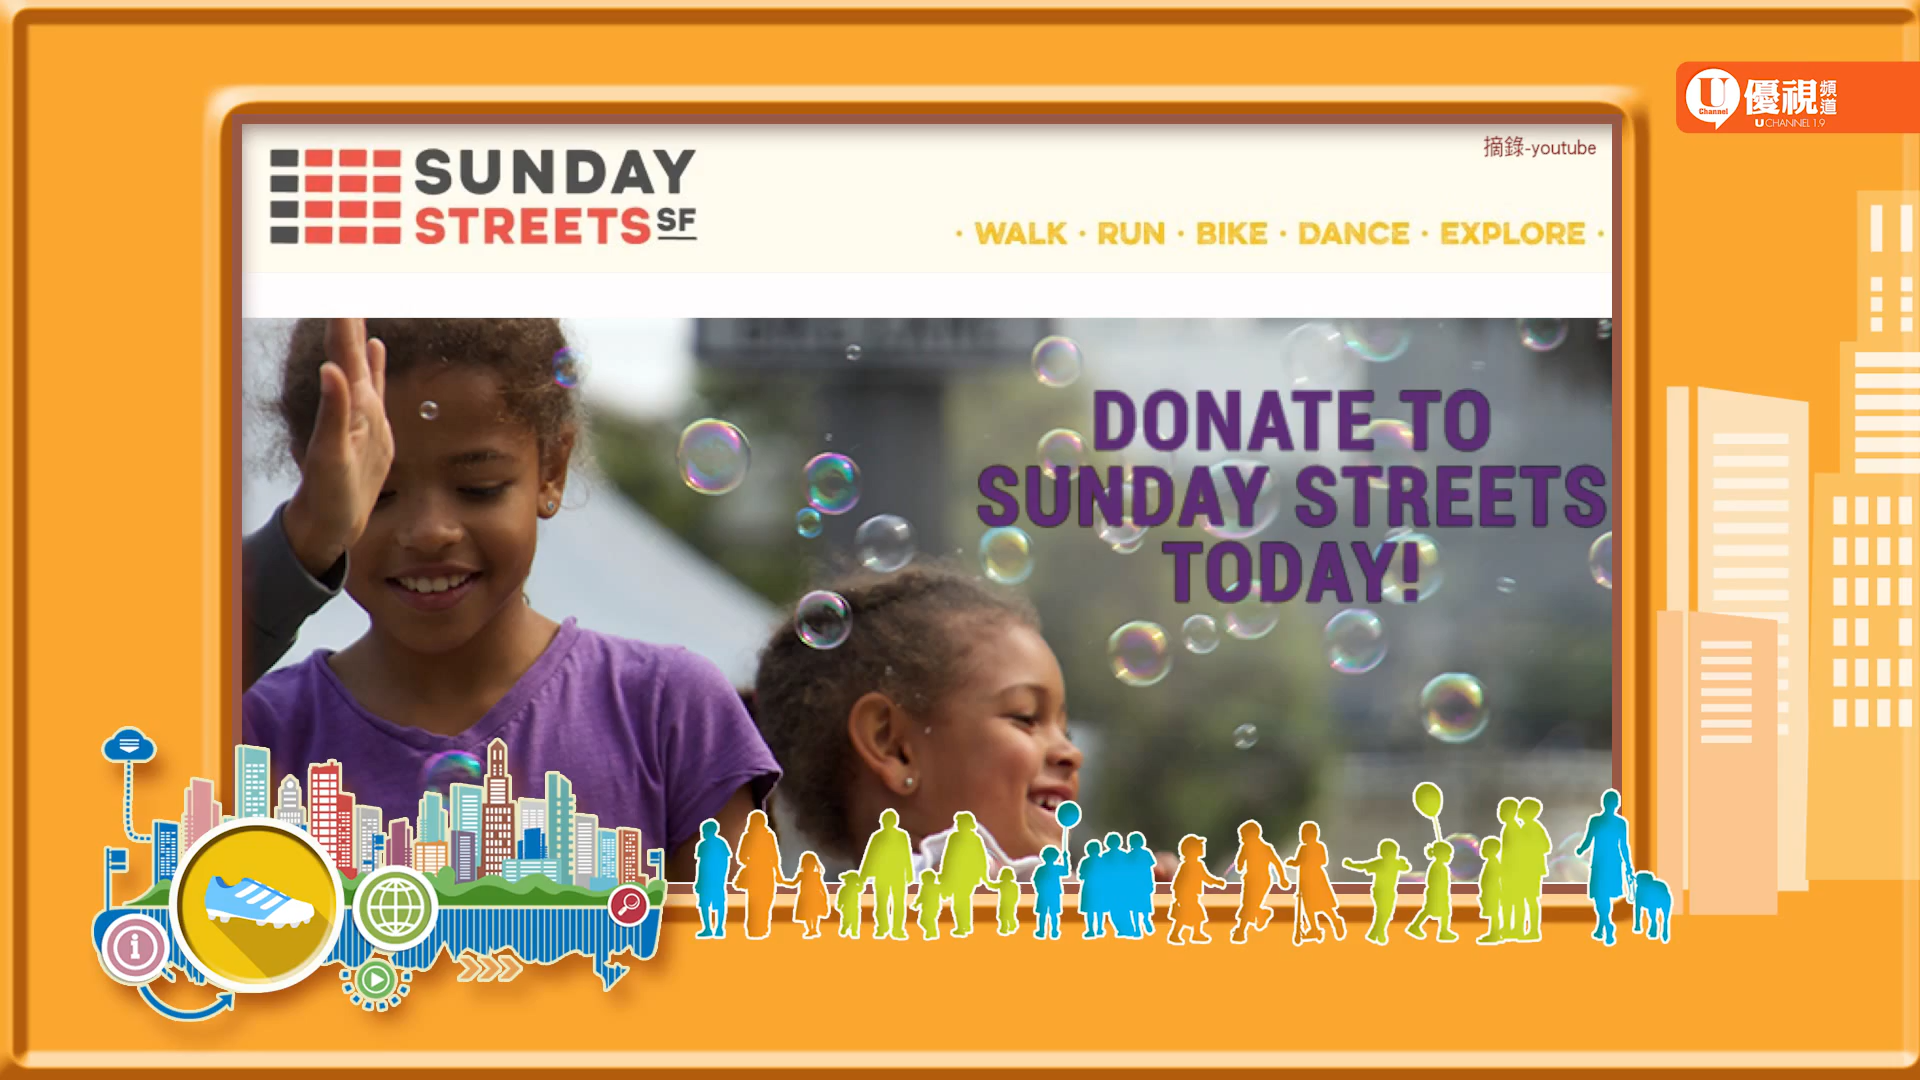 U Channel 優視頻道
U CHANNEL 1.9
摘錄-youtube
SUNDAY
STREETS SF
· WALK · RUN · BIKE · DANCE · EXPLORE ·
DONATE TO
SUNDAY STREETS
TODAY!
i